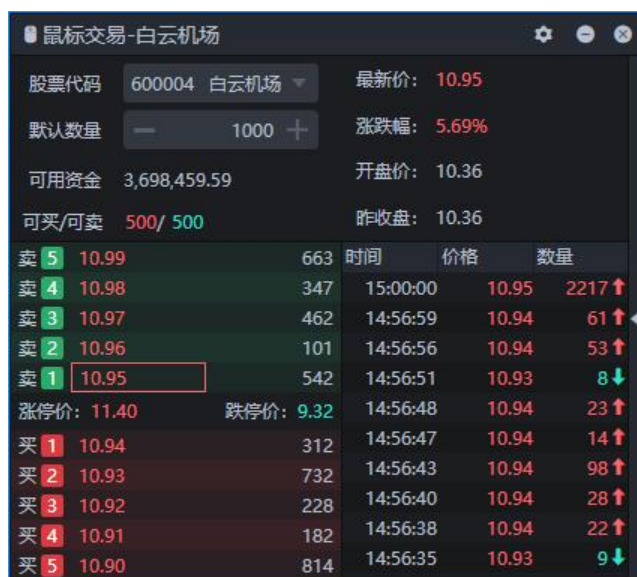 鼠标交易-白云机场
股票代码 600004 白云机场 最新价: 10.95
默认数量 1000 涨跌幅: 5.69%
可用资金 3,698,459.59 开盘价: 10.36
可买/可卖 500/ 500 昨收盘: 10.36
卖 5 10.99 663
卖 4 10.98 347
卖 3 10.97 462
卖 2 10.96 101
卖 1 10.95 542
涨停价: 11.40 跌停价: 9.32
买 1 10.94 312
买 2 10.93 732
买 3 10.92 228
买 4 10.91 182
买 5 10.90 814
时间 价格 数量
15:00:00 10.95 2217↑
14:56:59 10.94 61↑
14:56:56 10.94 53↑
14:56:51 10.93 8↓
14:56:48 10.94 23↑
14:56:47 10.94 14↑
14:56:43 10.94 98↑
14:56:40 10.94 28↑
14:56:38 10.94 22↑
14:56:35 10.93 9↓